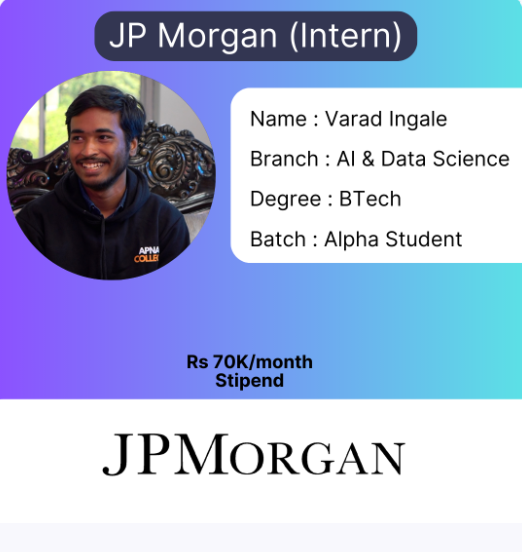 JP Morgan (Intern)
Name : Varad Ingale
Branch : AI & Data Science
Degree : BTech
Batch : Alpha Student
APNA
Rs 70K/month
Stipend
JPMORGAN